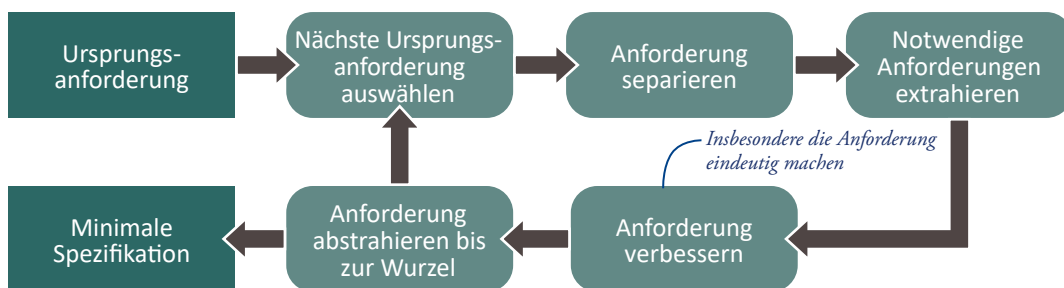 Ursprungs-
anforderung
Nächste Ursprungs-
anforderung
auswählen
Anforderung
separieren
Notwendige
Anforderungen
extrahieren
Insbesondere die Anforderung
eindeutig machen
Minimale
Spezifikation
Anforderung
abstrahieren bis
zur Wurzel
Anforderung
verbessern